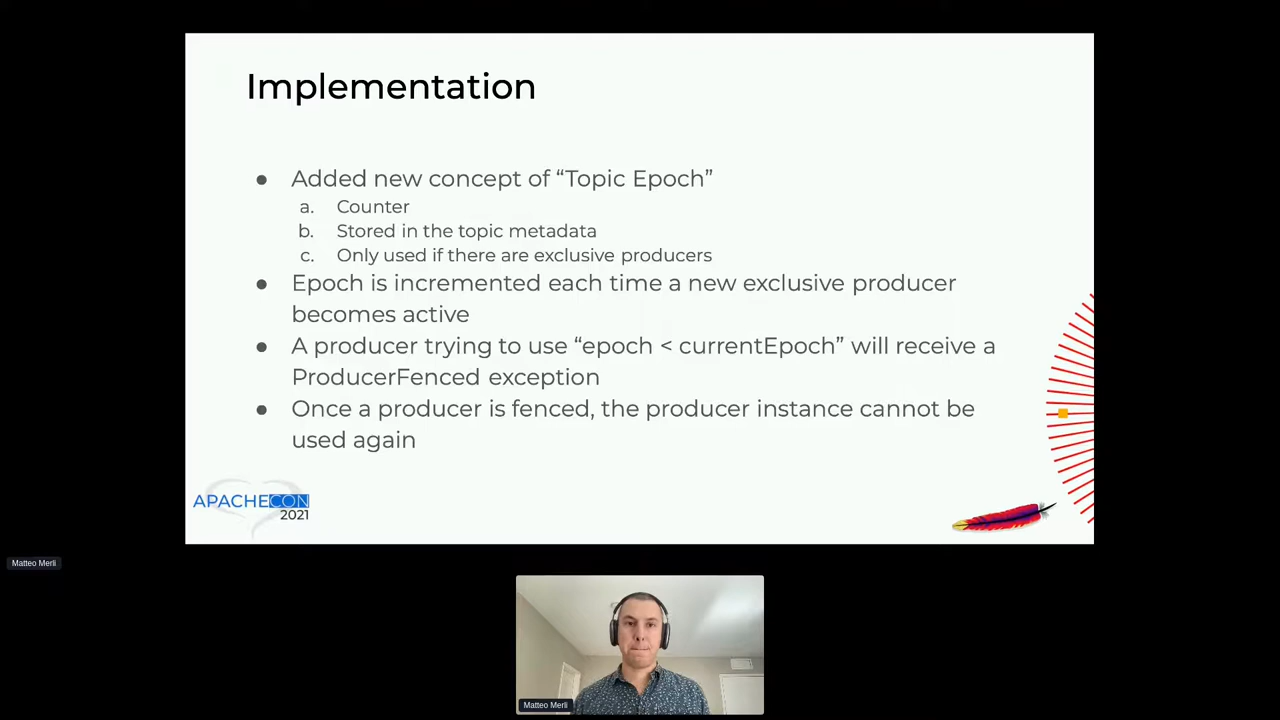 Implementation
● Added new concept of “Topic Epoch”
a. Counter
b. Stored in the topic metadata
c. Only used if there are exclusive producers
● Epoch is incremented each time a new exclusive producer
becomes active
● A producer trying to use “epoch < currentEpoch” will receive a
ProducerFenced exception
● Once a producer is fenced, the producer instance cannot be
used again
APACHECON
2021
Matteo Merli
Matteo Merli